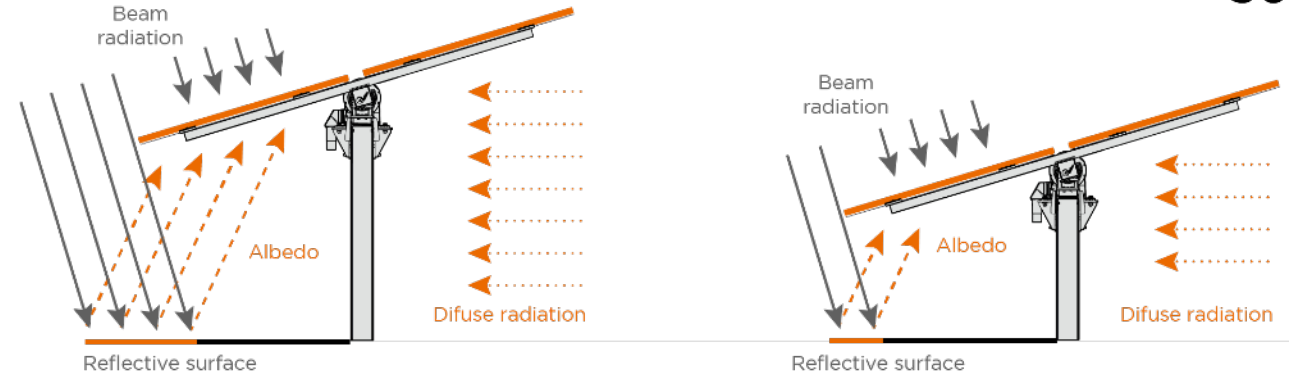 Beam
radiation
Albedo
Difuse radiation
Reflective surface
Beam
radiation
Albedo
Difuse radiation
Reflective surface